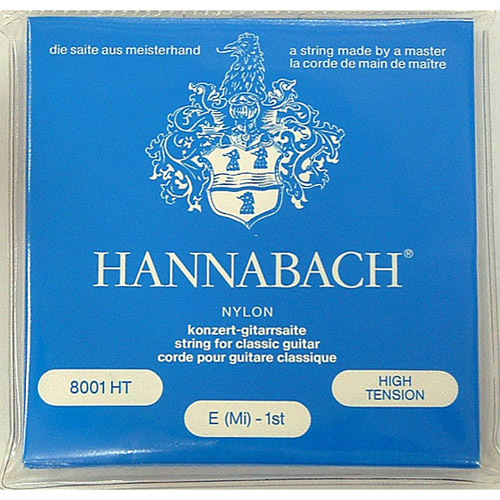 die saite aus meisterhand
a string made by a master
la corde de main de maître
HANNABACH®
NYLON
konzert-gitarrsaite
string for classic guitar
corde pour guitare classique
8001 HT
HIGH
TENSION
E (Mi) - 1st